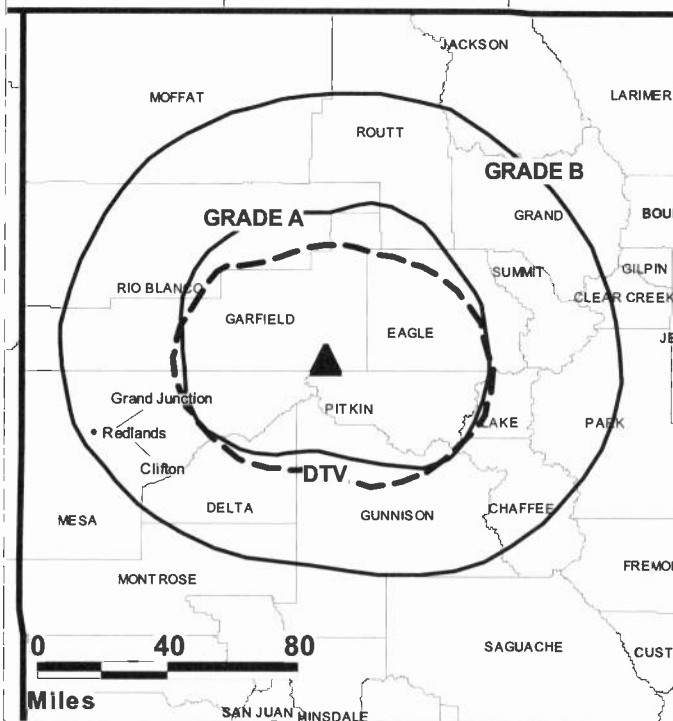 JACKSON
MOFFAT
LARIMER
ROUTT
GRADE B
GRADE A
GRAND
BOU
SUMMIT
GILPIN
RIO BLANCO
CLEAR CREEK
GARFIELD
EAGLE
JE
Grand Junction
PITKIN
Redlands
LAKE
PARK
Clifton
DTV
DELTA
CHAFFEE
MESA
GUNNISON
MONTROSE
FREMO
0 40 80
SAGUACHE
CUST
Miles
SAN JUAN
HINSDALE